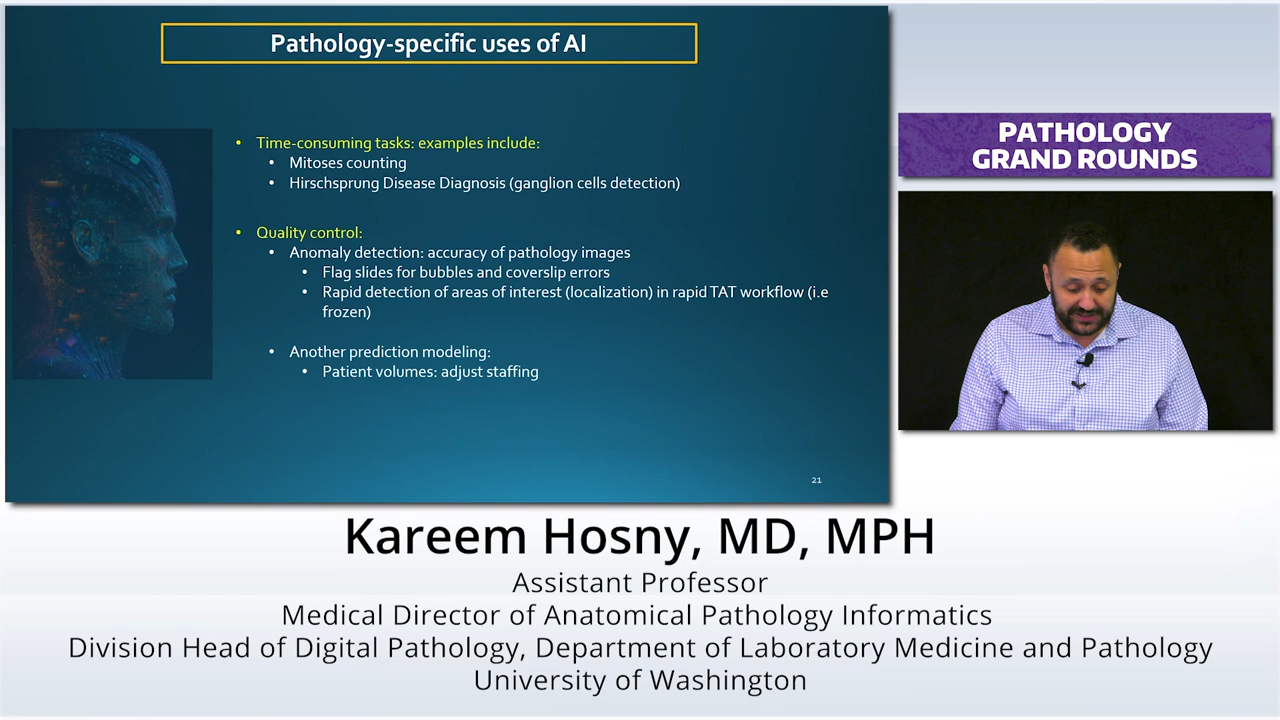 Pathology-specific uses of AI
• Time-consuming tasks: examples include:
• Mitoses counting
• Hirschsprung Disease Diagnosis (ganglion cells detection)
• Quality control:
• Anomaly detection: accuracy of pathology images
• Flag slides for bubbles and coverslip errors
• Rapid detection of areas of interest (localization) in rapid TAT workflow (i.e
frozen)
• Another prediction modeling:
• Patient volumes: adjust staffing
21
PATHOLOGY
GRAND ROUNDS
Kareem Hosny, MD, MPH
Assistant Professor
Medical Director of Anatomical Pathology Informatics
Division Head of Digital Pathology, Department of Laboratory Medicine and Pathology
University of Washington